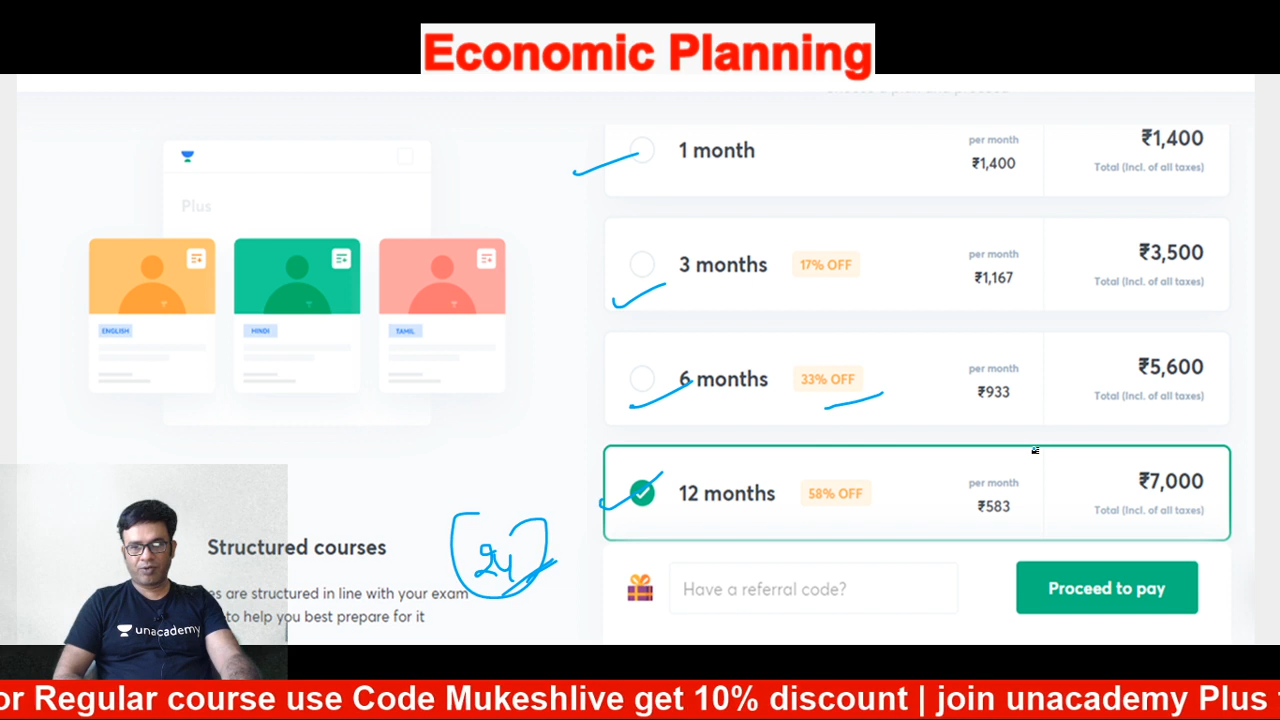 Economic Planning
Plus
ENGLISH
HINDI
TAMIL
1 month
per month
₹1,400
₹1,400
Total (Incl. of all taxes)
3 months
17% OFF
per month
₹1,167
₹3,500
Total (Incl. of all taxes)
6 months
33% OFF
per month
₹933
₹5,600
Total (Incl. of all taxes)
12 months
58% OFF
per month
₹583
₹7,000
Total (Incl. of all taxes)
Have a referral code?
Proceed to pay
24
Structured courses
es are structured in line with your exam
to help you best prepare for it
unacademy
or Regular course use Code Mukeshlive get 10% discount | join unacademy Plus